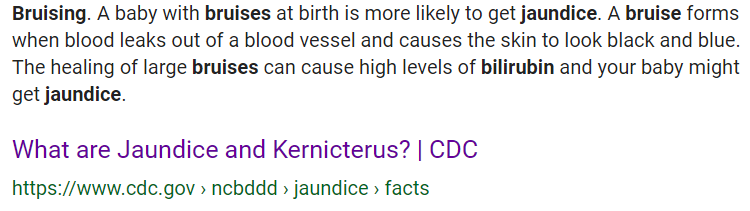 Bruising. A baby with bruises at birth is more likely to get jaundice. A bruise forms
when blood leaks out of a blood vessel and causes the skin to look black and blue.
The healing of large bruises can cause high levels of bilirubin and your baby might
get jaundice.
What are Jaundice and Kernicterus? | CDC
https://www.cdc.gov › ncbddd › jaundice › facts